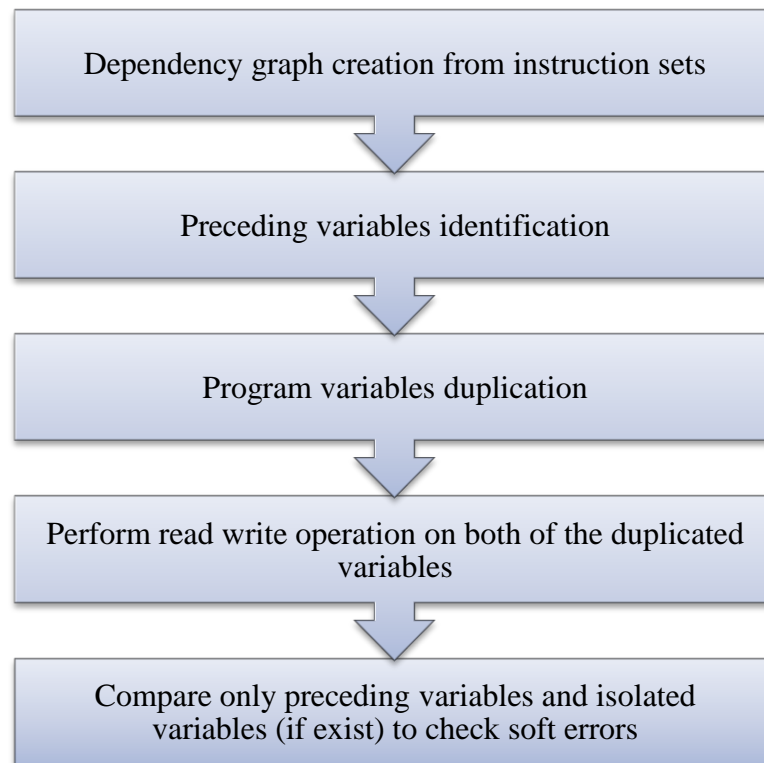 Dependency graph creation from instruction sets
Preceding variables identification
Program variables duplication
Perform read write operation on both of the duplicated
variables
Compare only preceding variables and isolated
variables (if exist) to check soft errors